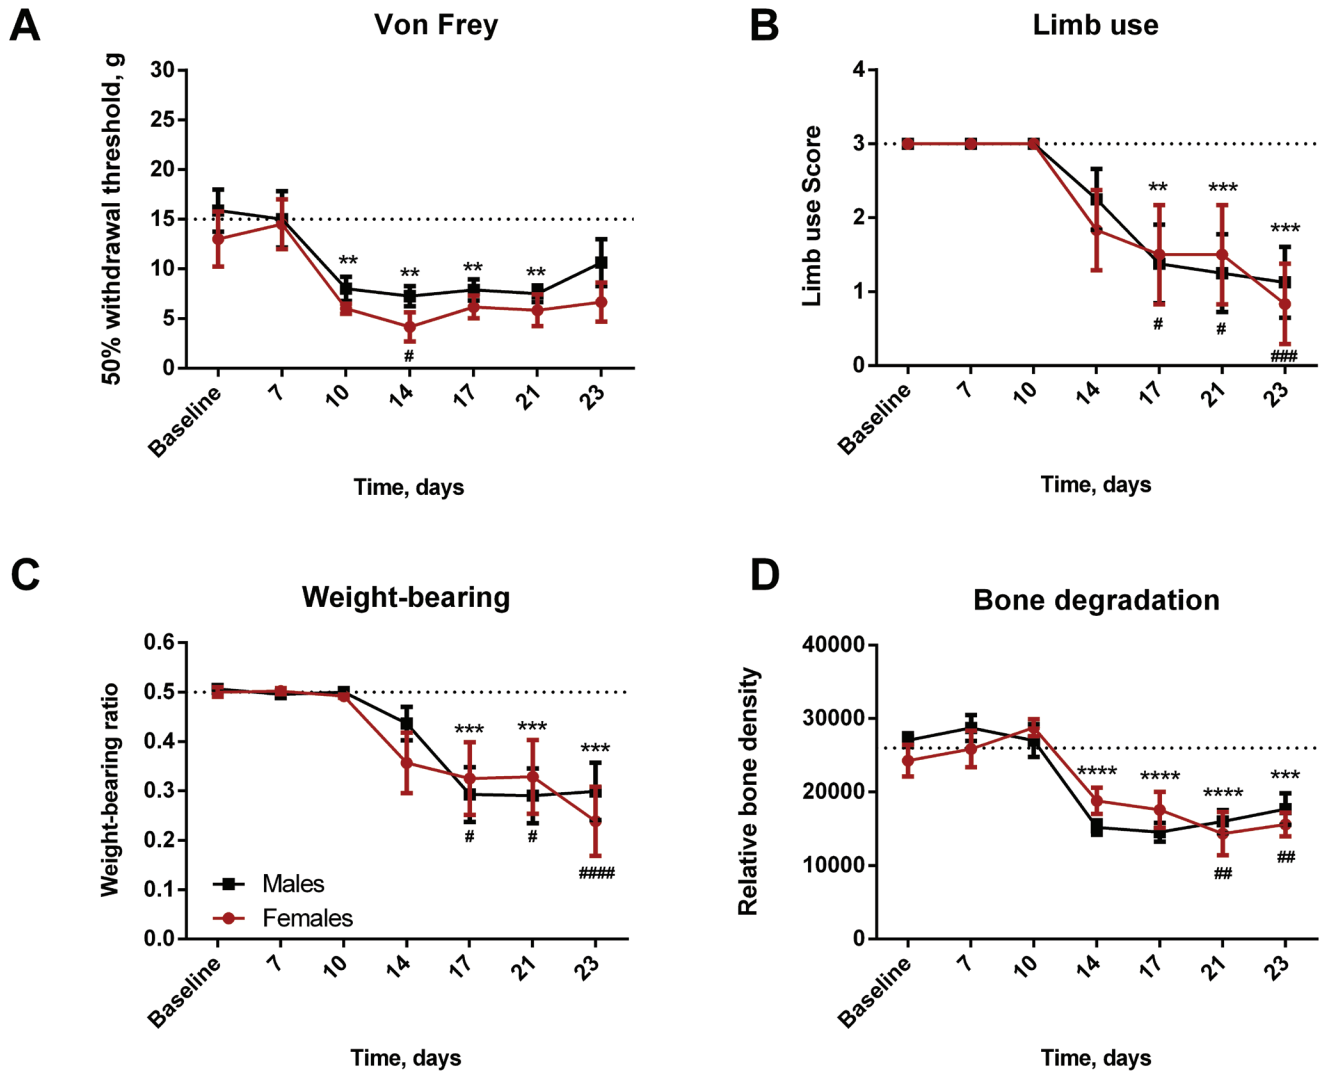 A
Von Frey
50% withdrawal threshold, g
30
25
20
15
10
5
0
** ** ** **
#
Baseline 7 10 14 17 21 23
Time, days
B
Limb use
Limb use Score
4
3
2
1
0
** *** ***
# # ###
Baseline 7 10 14 17 21 23
Time, days
C
Weight-bearing
Weight-bearing ratio
0.6
0.5
0.4
0.3
0.2
0.1
0.0
*** *** ***
# # ####
Males
Females
Baseline 7 10 14 17 21 23
Time, days
D
Bone degradation
Relative bone density
40000
30000
20000
10000
0
**** **** **** ***
## ##
Baseline 7 10 14 17 21 23
Time, days